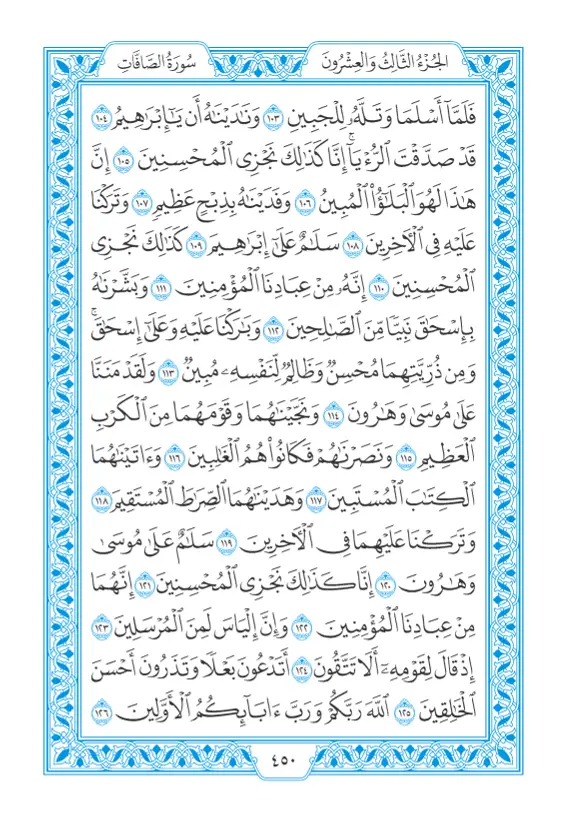 الجُزْءُ الثَّالِثُ وَالعِشْرُونَ
سُورَةُ الصَّافَّاتِ
فَلَمَّآ أَسْلَمَا وَتَلَّهُۥ لِلْجَبِينِ ١٠٣ وَنَٰدَيْنَٰهُ أَن يَٰٓإِبْرَٰهِيمُ ١٠٤
قَدْ صَدَّقْتَ ٱلرُّءْيَآۚ إِنَّا كَذَٰلِكَ نَجْزِي ٱلْمُحْسِنِينَ ١٠٥ إِنَّ
هَٰذَا لَهُوَ ٱلْبَلَٰٓؤُاْ ٱلْمُبِينُ ١٠٦ وَفَدَيْنَٰهُ بِذِبْحٍ عَظِيمٍ ١٠٧ وَتَرَكْنَا
عَلَيْهِ فِي ٱلْأٓخِرِينَ ١٠٨ سَلَٰمٌ عَلَىٰٓ إِبْرَٰهِيمَ ١٠٩ كَذَٰلِكَ نَجْزِي
ٱلْمُحْسِنِينَ ١١٠ إِنَّهُۥ مِنْ عِبَادِنَا ٱلْمُؤْمِنِينَ ١١١ وَبَشَّرْنَٰهُ
بِإِسْحَٰقَ نَبِيّٗا مِّنَ ٱلصَّٰلِحِينَ ١١٢ وَبَٰرَكْنَا عَلَيْهِ وَعَلَىٰٓ إِسْحَٰقَۚ
وَمِن ذُرِّيَّتِهِمَا مُحْسِنٞ وَظَالِمٞ لِّنَفْسِهِۦ مُبِينٞ ١١٣ وَلَقَدْ مَنَنَّا
عَلَىٰ مُوسَىٰ وَهَٰرُونَ ١١٤ وَنَجَّيْنَٰهُمَا وَقَوْمَهُمَا مِنَ ٱلْكَرْبِ
ٱلْعَظِيمِ ١١٥ وَنَصَرْنَٰهُمْ فَكَانُواْ هُمُ ٱلْغَٰلِبِينَ ١١٦ وَءَاتَيْنَٰهُمَا
ٱلْكِتَٰبَ ٱلْمُسْتَبِينَ ١١٧ وَهَدَيْنَٰهُمَا ٱلصِّرَٰطَ ٱلْمُسْتَقِيمَ ١١٨
وَتَرَكْنَا عَلَيْهِمَا فِي ٱلْأٓخِرِينَ ١١٩ سَلَٰمٌ عَلَىٰ مُوسَىٰ
وَهَٰرُونَ ١٢٠ إِنَّا كَذَٰلِكَ نَجْزِي ٱلْمُحْسِنِينَ ١٢١ إِنَّهُمَا
مِنْ عِبَادِنَا ٱلْمُؤْمِنِينَ ١٢٢ وَإِنَّ إِلْيَاسَ لَمِنَ ٱلْمُرْسَلِينَ ١٢٣
إِذْ قَالَ لِقَوْمِهِۦٓ أَلَا تَتَّقُونَ ١٢٤ أَتَدْعُونَ بَعْلٗا وَتَذَرُونَ أَحْسَنَ
ٱلْخَٰلِقِينَ ١٢٥ ٱللَّهَ رَبَّكُمْ وَرَبَّ ءَابَآئِكُمُ ٱلْأَوَّلِينَ ١٢٦
٤٥٠